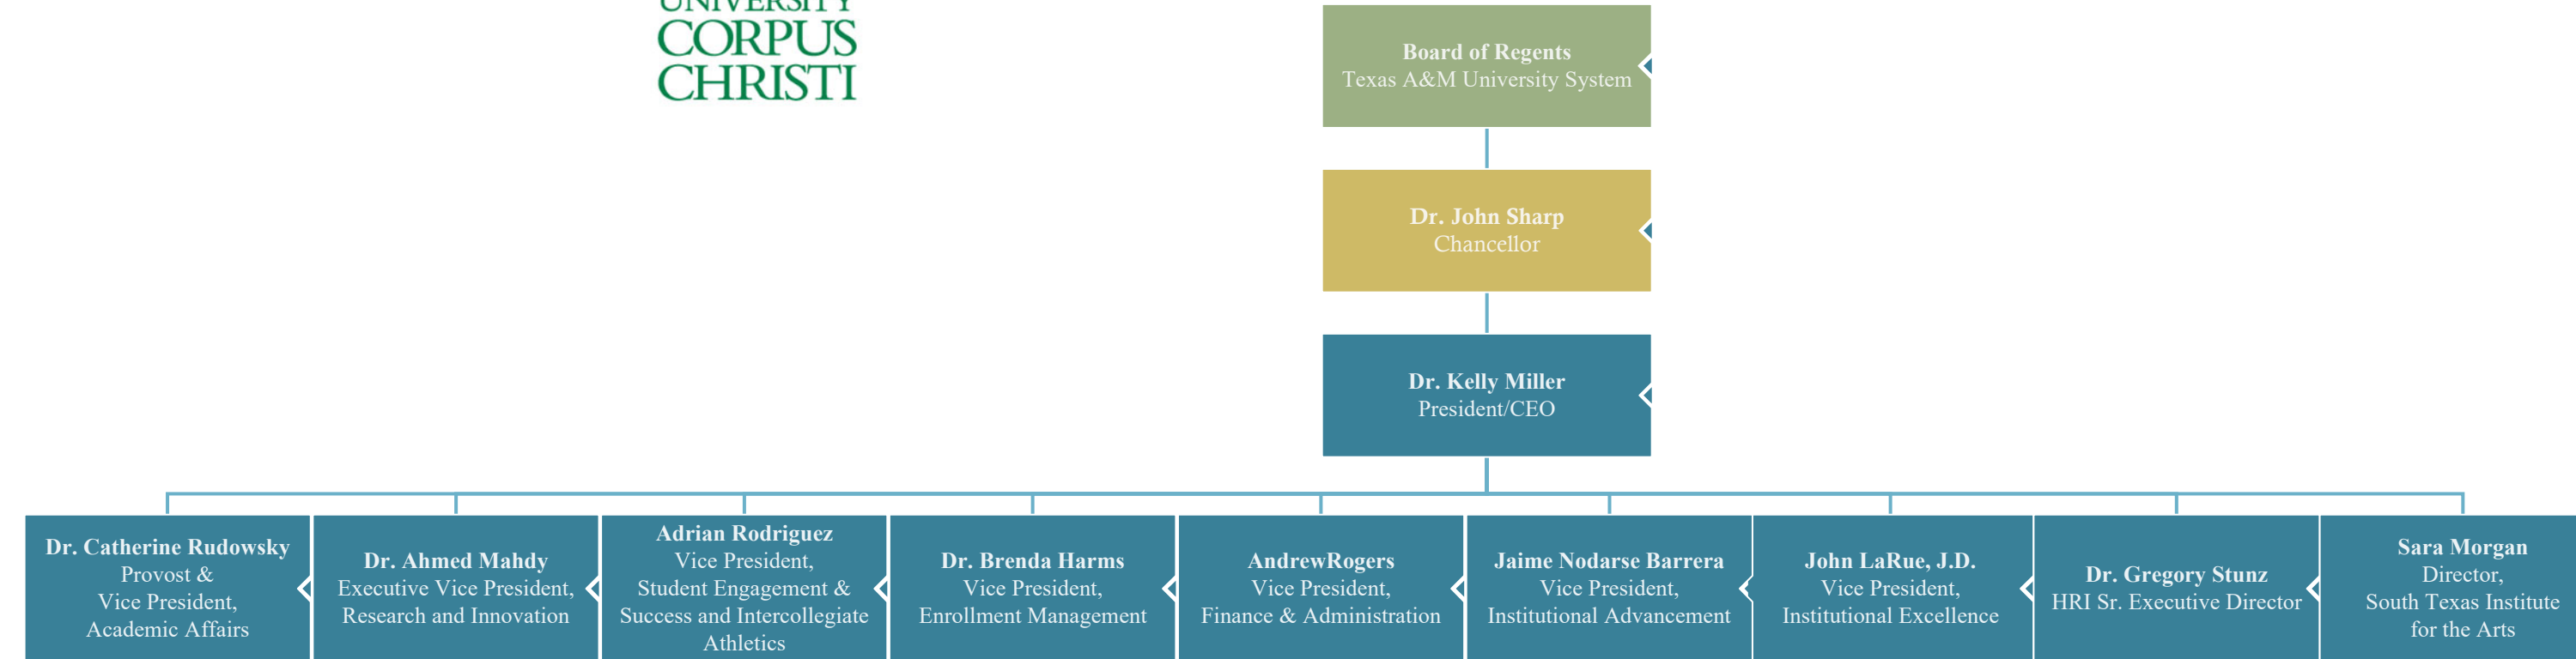 UNIVERSITY
CORPUS
CHRISTI
Board of Regents
Texas A&M University System
Dr. John Sharp
Chancellor
Dr. Kelly Miller
President/CEO
Dr. Catherine Rudowsky
Provost &
Vice President,
Academic Affairs
Dr. Ahmed Mahdy
Executive Vice President,
Research and Innovation
Adrian Rodriguez
Vice President,
Student Engagement &
Success and Intercollegiate
Athletics
Dr. Brenda Harms
Vice President,
Enrollment Management
AndrewRogers
Vice President,
Finance & Administration
Jaime Nodarse Barrera
Vice President,
Institutional Advancement
John LaRue, J.D.
Vice President,
Institutional Excellence
Dr. Gregory Stunz
HRI Sr. Executive Director
Sara Morgan
Director,
South Texas Institute
for the Arts